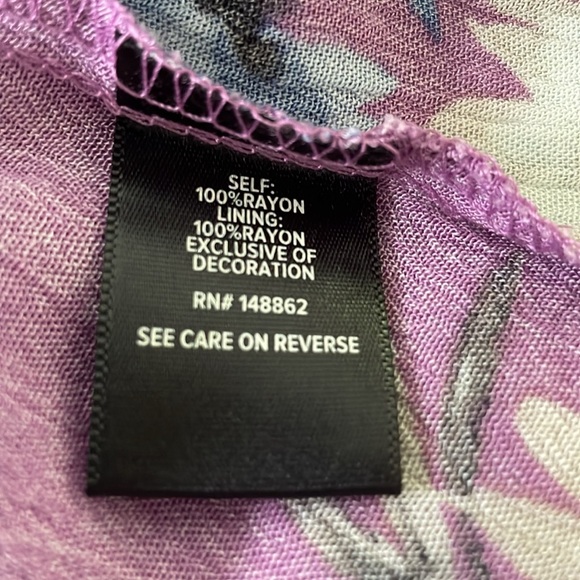 SELF:
100%RAYON
LINING:
100%RAYON
EXCLUSIVE OF
DECORATION
RN# 148862
SEE CARE ON REVERSE